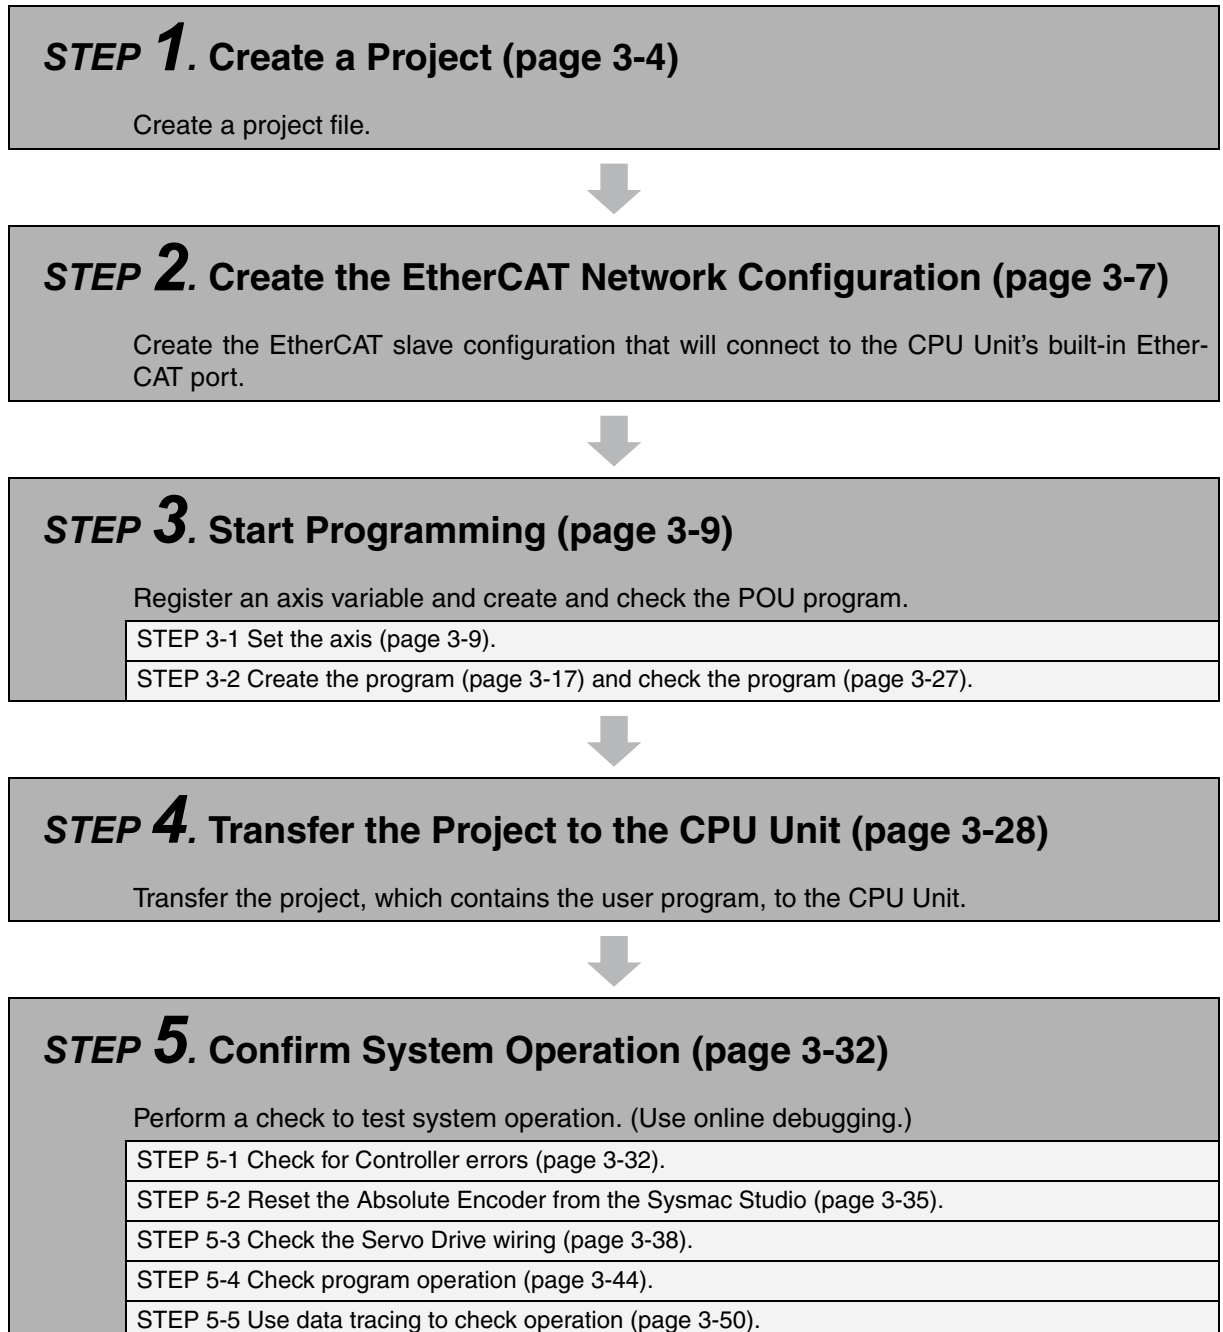 STEP 1. Create a Project (page 3-4)
Create a project file.
STEP 2. Create the EtherCAT Network Configuration (page 3-7)
Create the EtherCAT slave configuration that will connect to the CPU Unit's built-in Ether-
CAT port.
STEP 3. Start Programming (page 3-9)
Register an axis variable and create and check the POU program.
STEP 3-1 Set the axis (page 3-9).
STEP 3-2 Create the program (page 3-17) and check the program (page 3-27).
STEP 4. Transfer the Project to the CPU Unit (page 3-28)
Transfer the project, which contains the user program, to the CPU Unit.
STEP 5. Confirm System Operation (page 3-32)
Perform a check to test system operation. (Use online debugging.)
STEP 5-1 Check for Controller errors (page 3-32).
STEP 5-2 Reset the Absolute Encoder from the Sysmac Studio (page 3-35).
STEP 5-3 Check the Servo Drive wiring (page 3-38).
STEP 5-4 Check program operation (page 3-44).
STEP 5-5 Use data tracing to check operation (page 3-50).